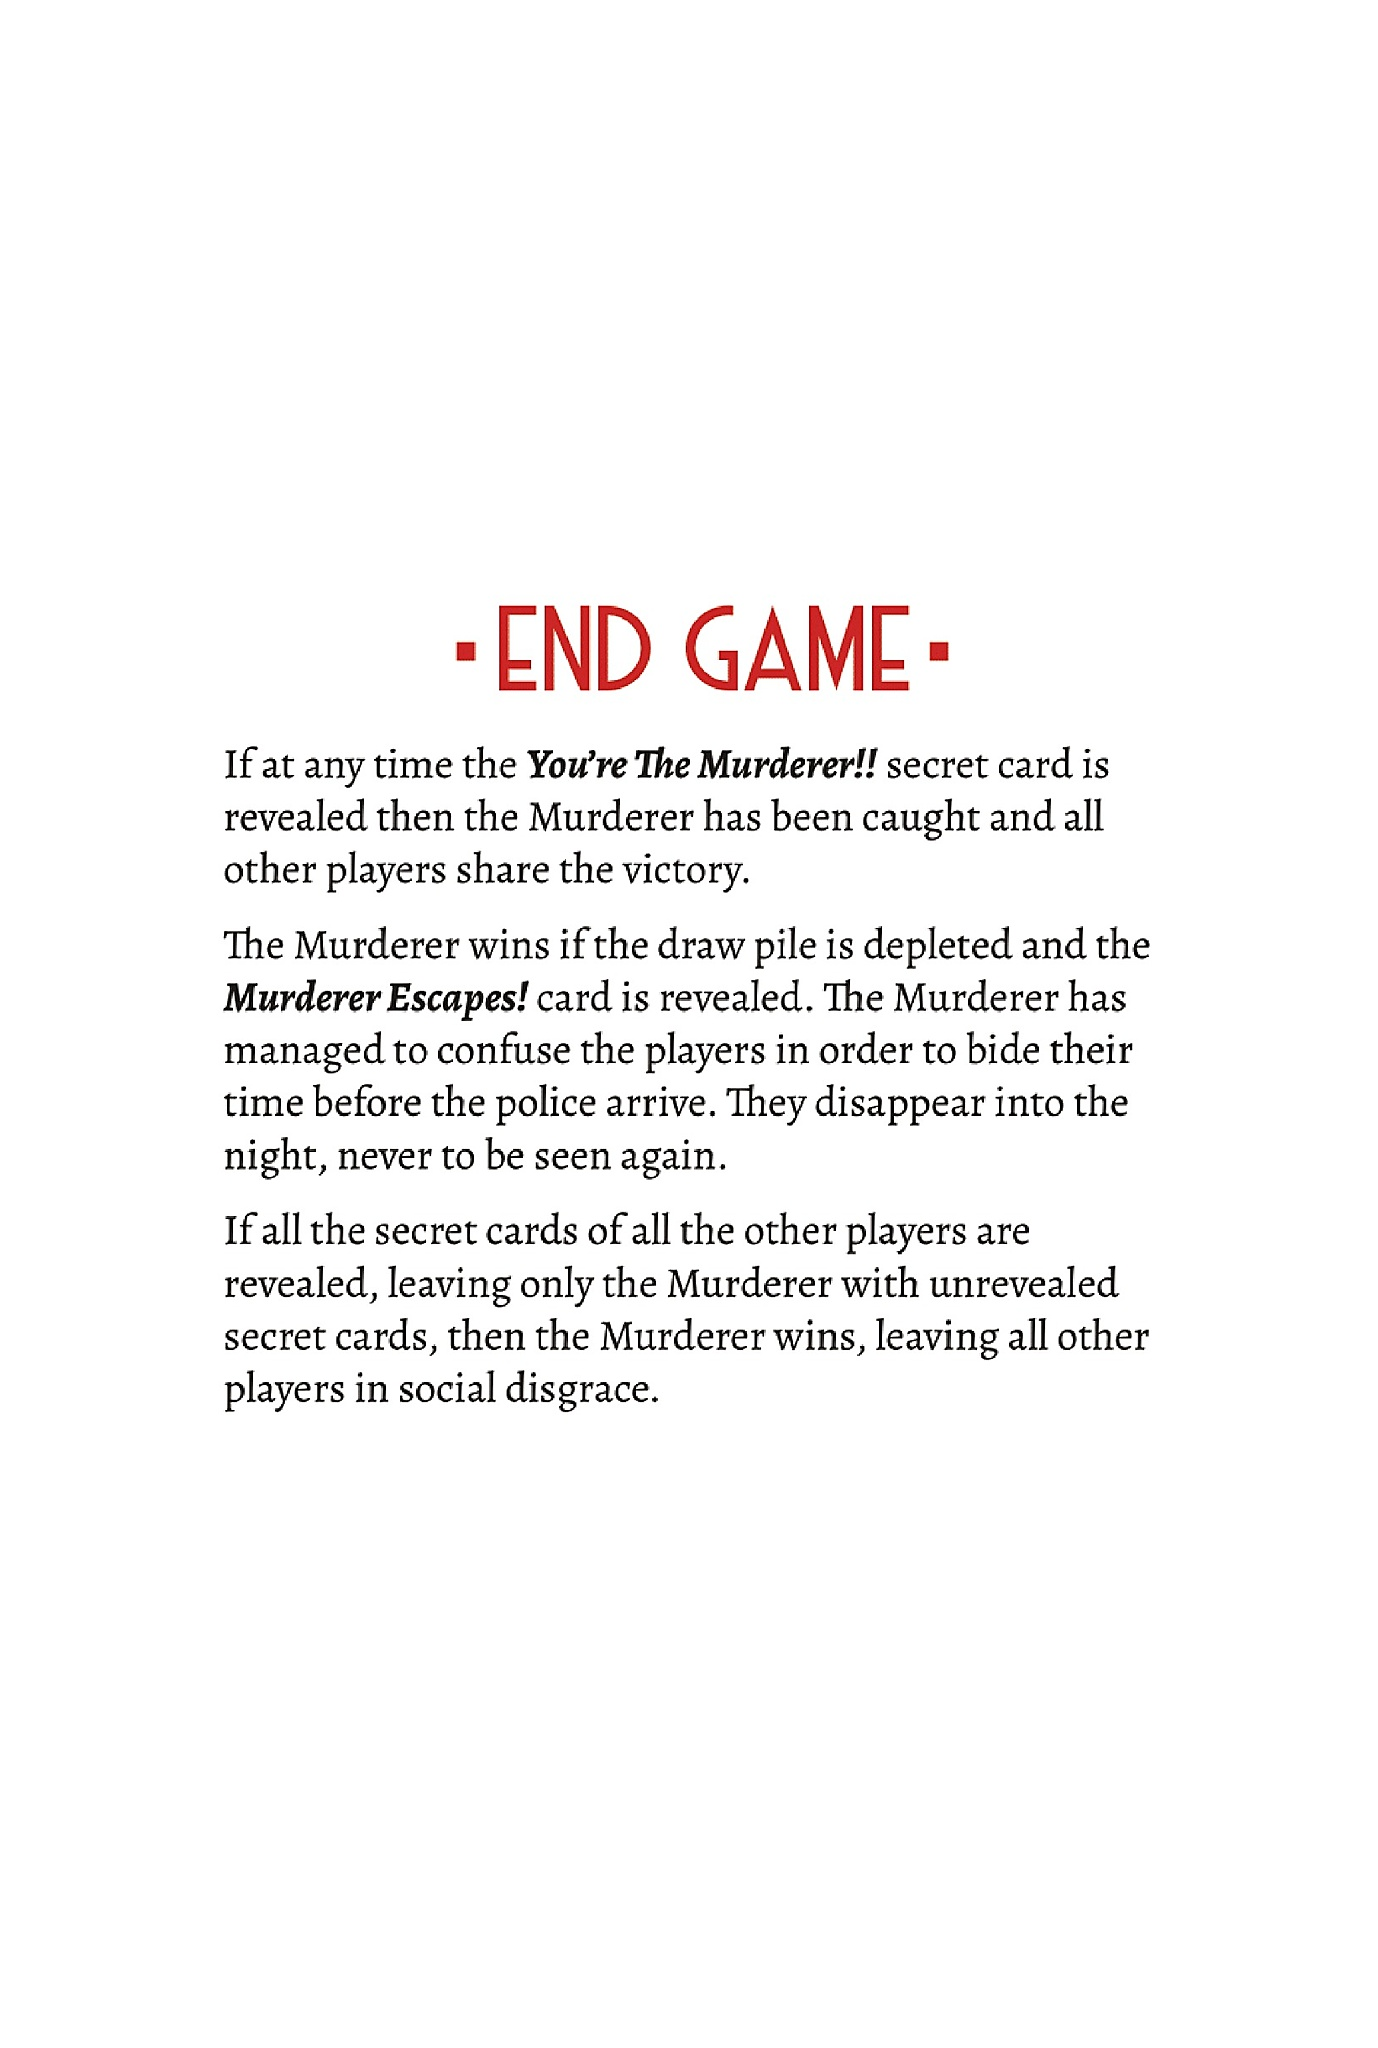 ▪ END GAME ▪
If at any time the You're The Murderer!! secret card is
revealed then the Murderer has been caught and all
other players share the victory.
The Murderer wins if the draw pile is depleted and the
Murderer Escapes! card is revealed. The Murderer has
managed to confuse the players in order to bide their
time before the police arrive. They disappear into the
night, never to be seen again.
If all the secret cards of all the other players are
revealed, leaving only the Murderer with unrevealed
secret cards, then the Murderer wins, leaving all other
players in social disgrace.